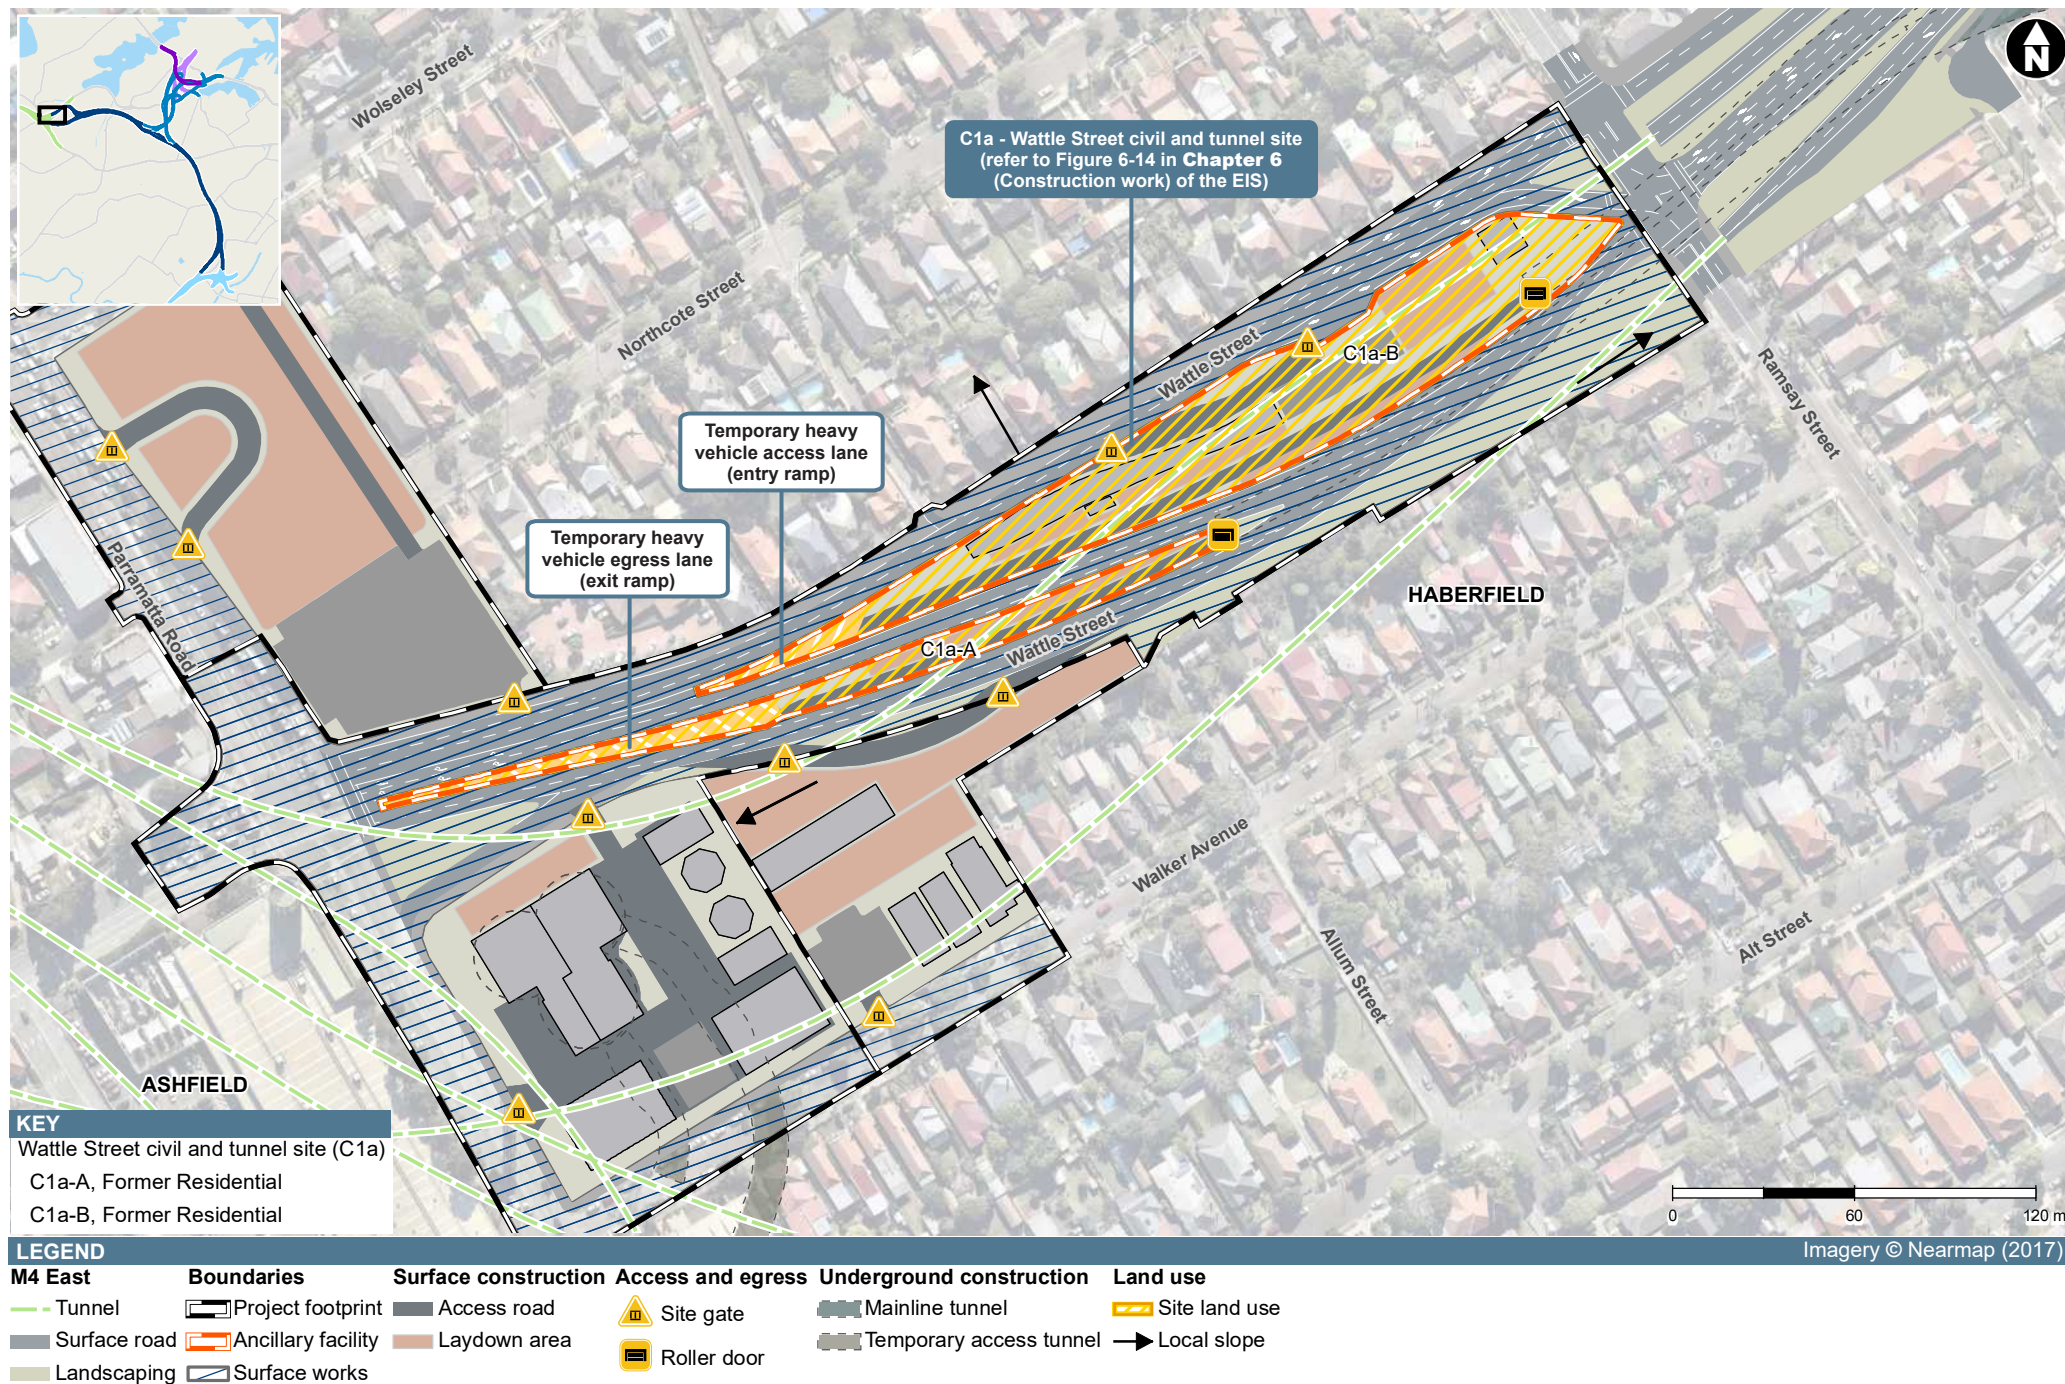 Wolseley Street
N
C1a - Wattle Street civil and tunnel site
(refer to Figure 6-14 in Chapter 6
(Construction work) of the EIS)
Northcote Street
Wattle Street
C1a-B
Ramsay Street
Temporary heavy
vehicle access lane
(entry ramp)
Temporary heavy
vehicle egress lane
(exit ramp)
Parramatta Road
HABERFIELD
C1a-A
Wattle Street
Walker Avenue
Allum Street
Alt Street
ASHFIELD
KEY
Wattle Street civil and tunnel site (C1a)
C1a-A, Former Residential
C1a-B, Former Residential
0 60 120 m
LEGEND
Imagery © Nearmap (2017)
M4 East Boundaries Surface construction Access and egress Underground construction Land use
Tunnel Project footprint Access road Site gate Mainline tunnel Site land use
Surface road Ancillary facility Laydown area Roller door Temporary access tunnel Local slope
Landscaping Surface works